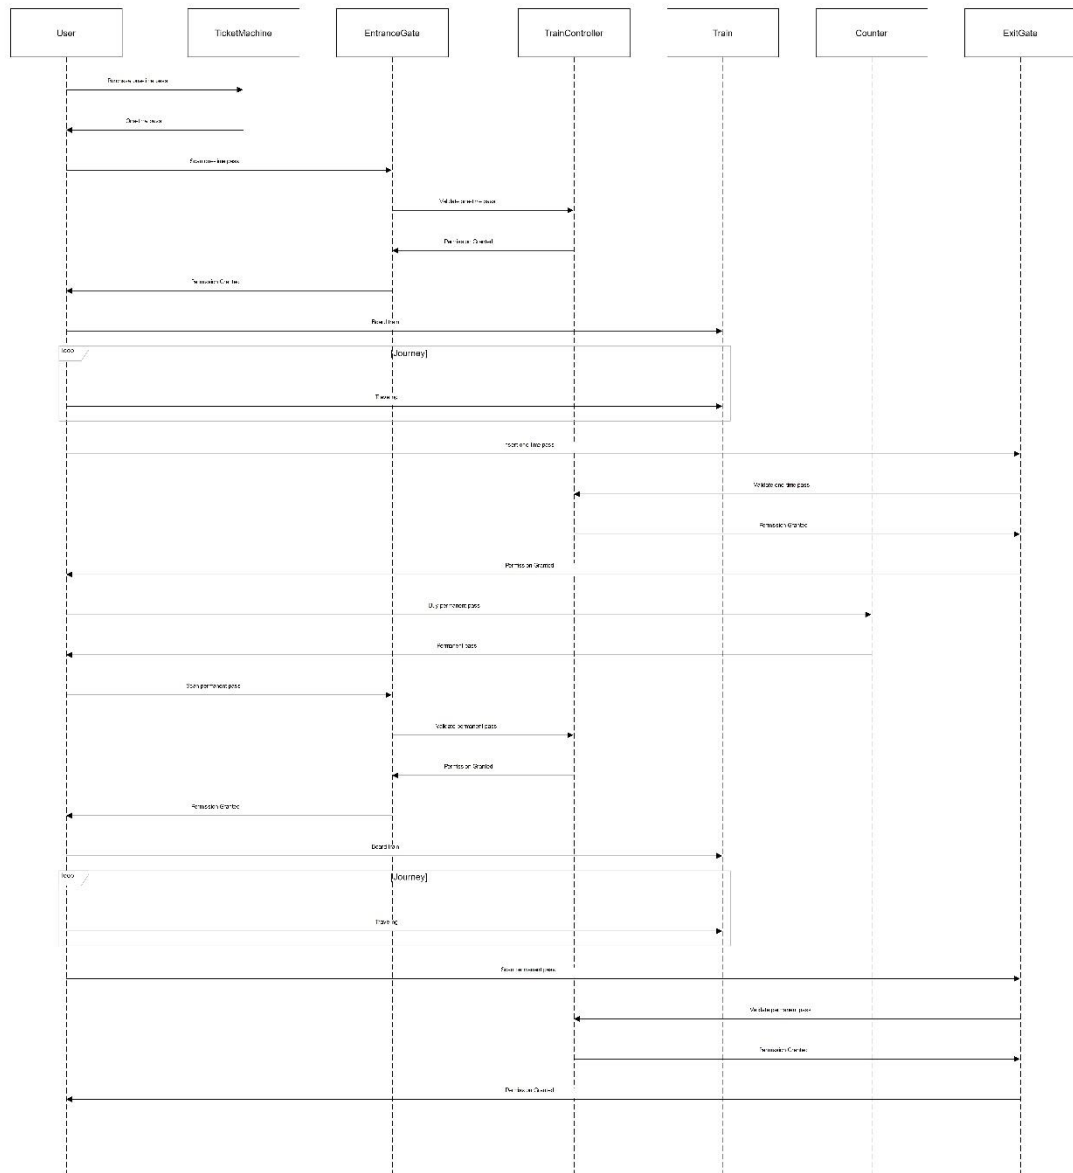 User
TicketMachine
EntranceGate
TrainController
Train
Counter
ExitGate
Purchase one-time pass
One-time pass
Scan one-time pass
Validate one-time pass
Permission Granted
Permission Granted
Board train
loop
[Journey]
Traveling
Insert one-time pass
Validate one-time pass
Permission Granted
Permission Granted
Buy permanent pass
Permanent pass
Scan permanent pass
Validate permanent pass
Permission Granted
Permission Granted
Board train
loop
[Journey]
Traveling
Scan permanent pass
Validate permanent pass
Permission Granted
Permission Granted